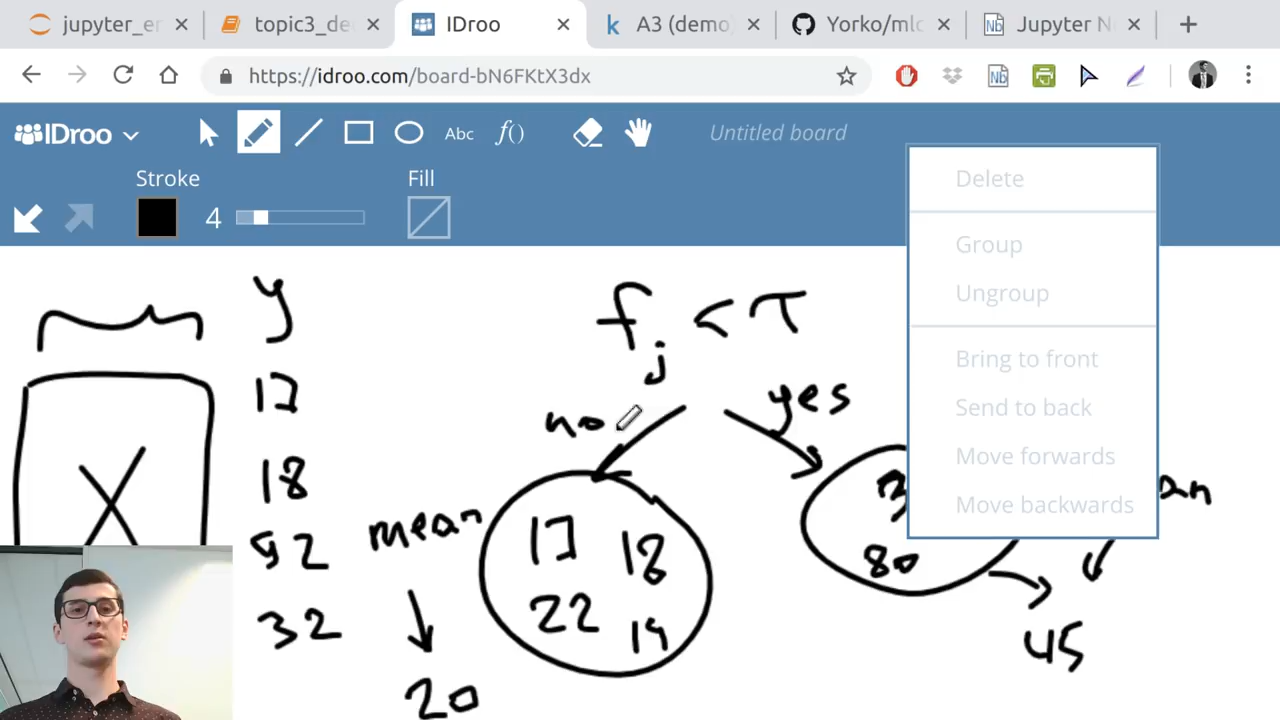 jupyter_er
topic3_de
IDroo
A3 (demo)
Yorko/mlc
Jupyter N
https://idroo.com/board-bN6FKtX3dx
IDroo
Abc
f()
Untitled board
Stroke
4
Fill
Delete
Group
Ungroup
Bring to front
Send to back
Move forwards
Move backwards
y
17
18
52
32
X
f j < τ
no
yes
mean
17 18
22 19
20
80
an
45